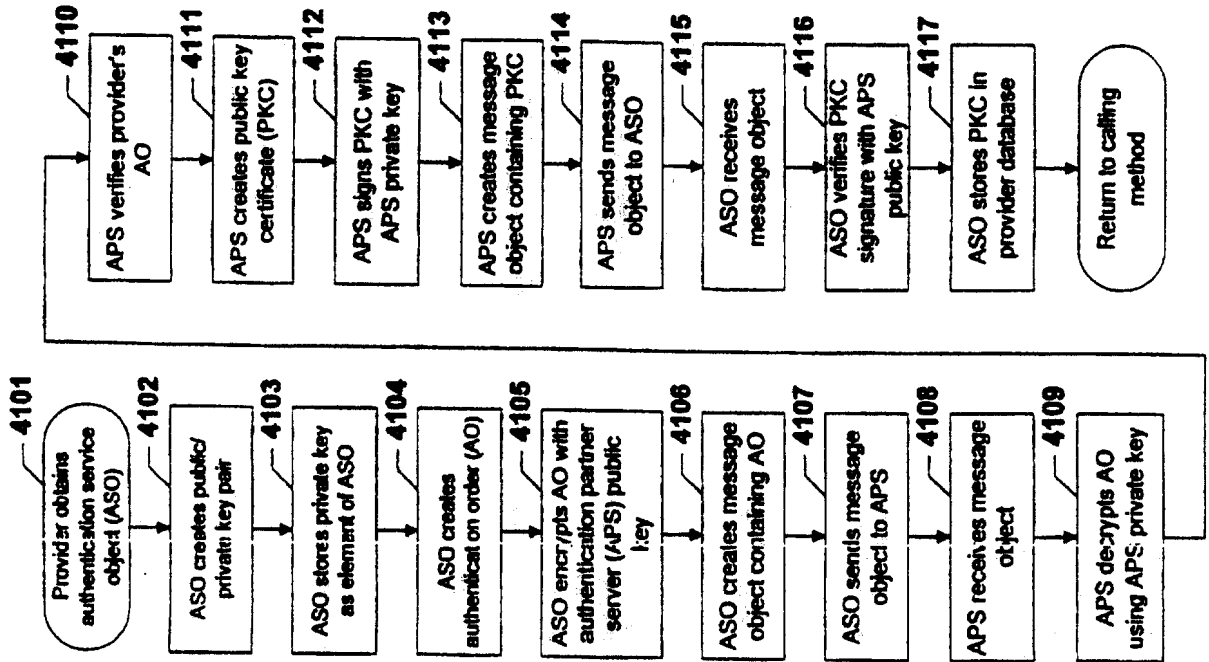 4101
Provider obtains
authentication service
object (ASO)
4102
ASO creates public/
private key pair
4103
ASO stores private key
as element of ASO
4104
ASO creates
authentication order (AO)
4105
ASO encrypts AO with
authentication partner
server (APS) public
key
4106
ASO creates message
object containing AO
4107
ASO sends message
object to APS
4108
APS receives message
object
4109
APS decrypts AO
using APS private key
4110
APS verifies provider's
AO
4111
APS creates public key
certificate (PKC)
4112
APS signs PKC with
APS private key
4113
APS creates message
object containing PKC
4114
APS sends message
object to ASO
4115
ASO receives
message object
4116
ASO verifies PKC
signature with APS
public key
4117
ASO stores PKC in
provider database
Return to calling
method